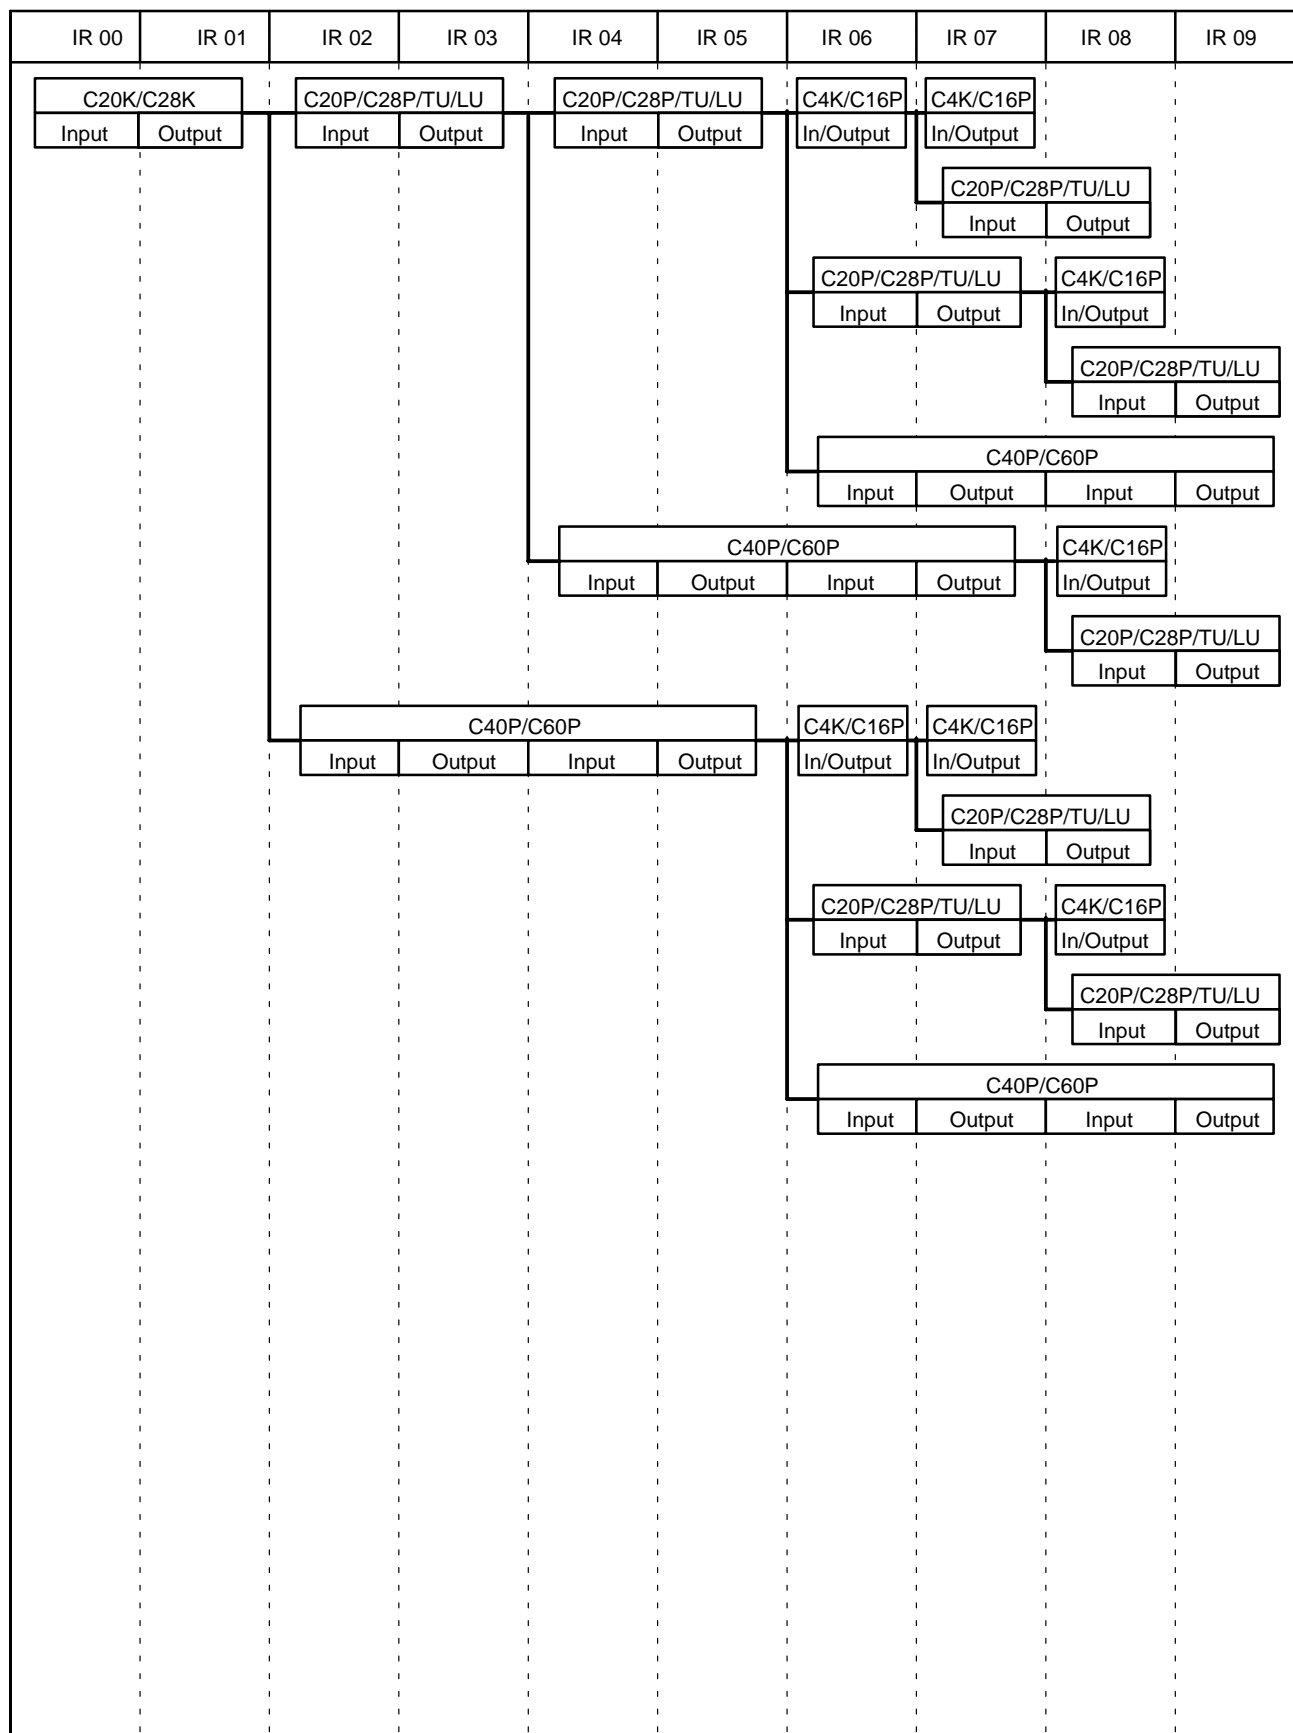 IR 00 IR 01 IR 02 IR 03 IR 04 IR 05 IR 06 IR 07 IR 08 IR 09
C20K/C28K C20P/C28P/TU/LU C20P/C28P/TU/LU C4K/C16P C4K/C16P
Input Output Input Output Input Output In/Output In/Output
C20P/C28P/TU/LU
Input Output
C20P/C28P/TU/LU C4K/C16P
Input Output In/Output
C20P/C28P/TU/LU
Input Output
C40P/C60P
Input Output Input Output
C40P/C60P C4K/C16P
Input Output Input Output In/Output
C20P/C28P/TU/LU
Input Output
C40P/C60P C4K/C16P C4K/C16P
Input Output Input Output In/Output In/Output
C20P/C28P/TU/LU
Input Output
C20P/C28P/TU/LU C4K/C16P
Input Output In/Output
C20P/C28P/TU/LU
Input Output
C40P/C60P
Input Output Input Output